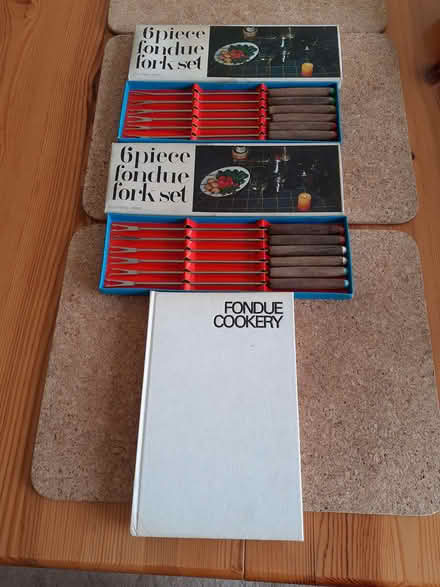 6 piece
fondue
fork set
6 piece
fondue
fork set
FONDUE
COOKERY